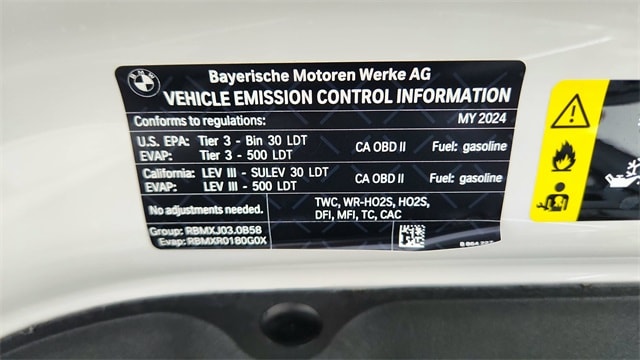 BMW
Bayerische Motoren Werke AG
VEHICLE EMISSION CONTROL INFORMATION
Conforms to regulations: MY 2024
U.S. EPA: Tier 3 - Bin 30 LDT CA OBD II Fuel: gasoline
EVAP: Tier 3 - 500 LDT
California: LEV III - SULEV 30 LDT CA OBD II Fuel: gasoline
EVAP: LEV III - 500 LDT
No adjustments needed. TWC, WR-HO2S, HO2S,
DFI, MFI, TC, CAC
Group: RBMXJ03.0B58
Evap: RBMXR0180G0X